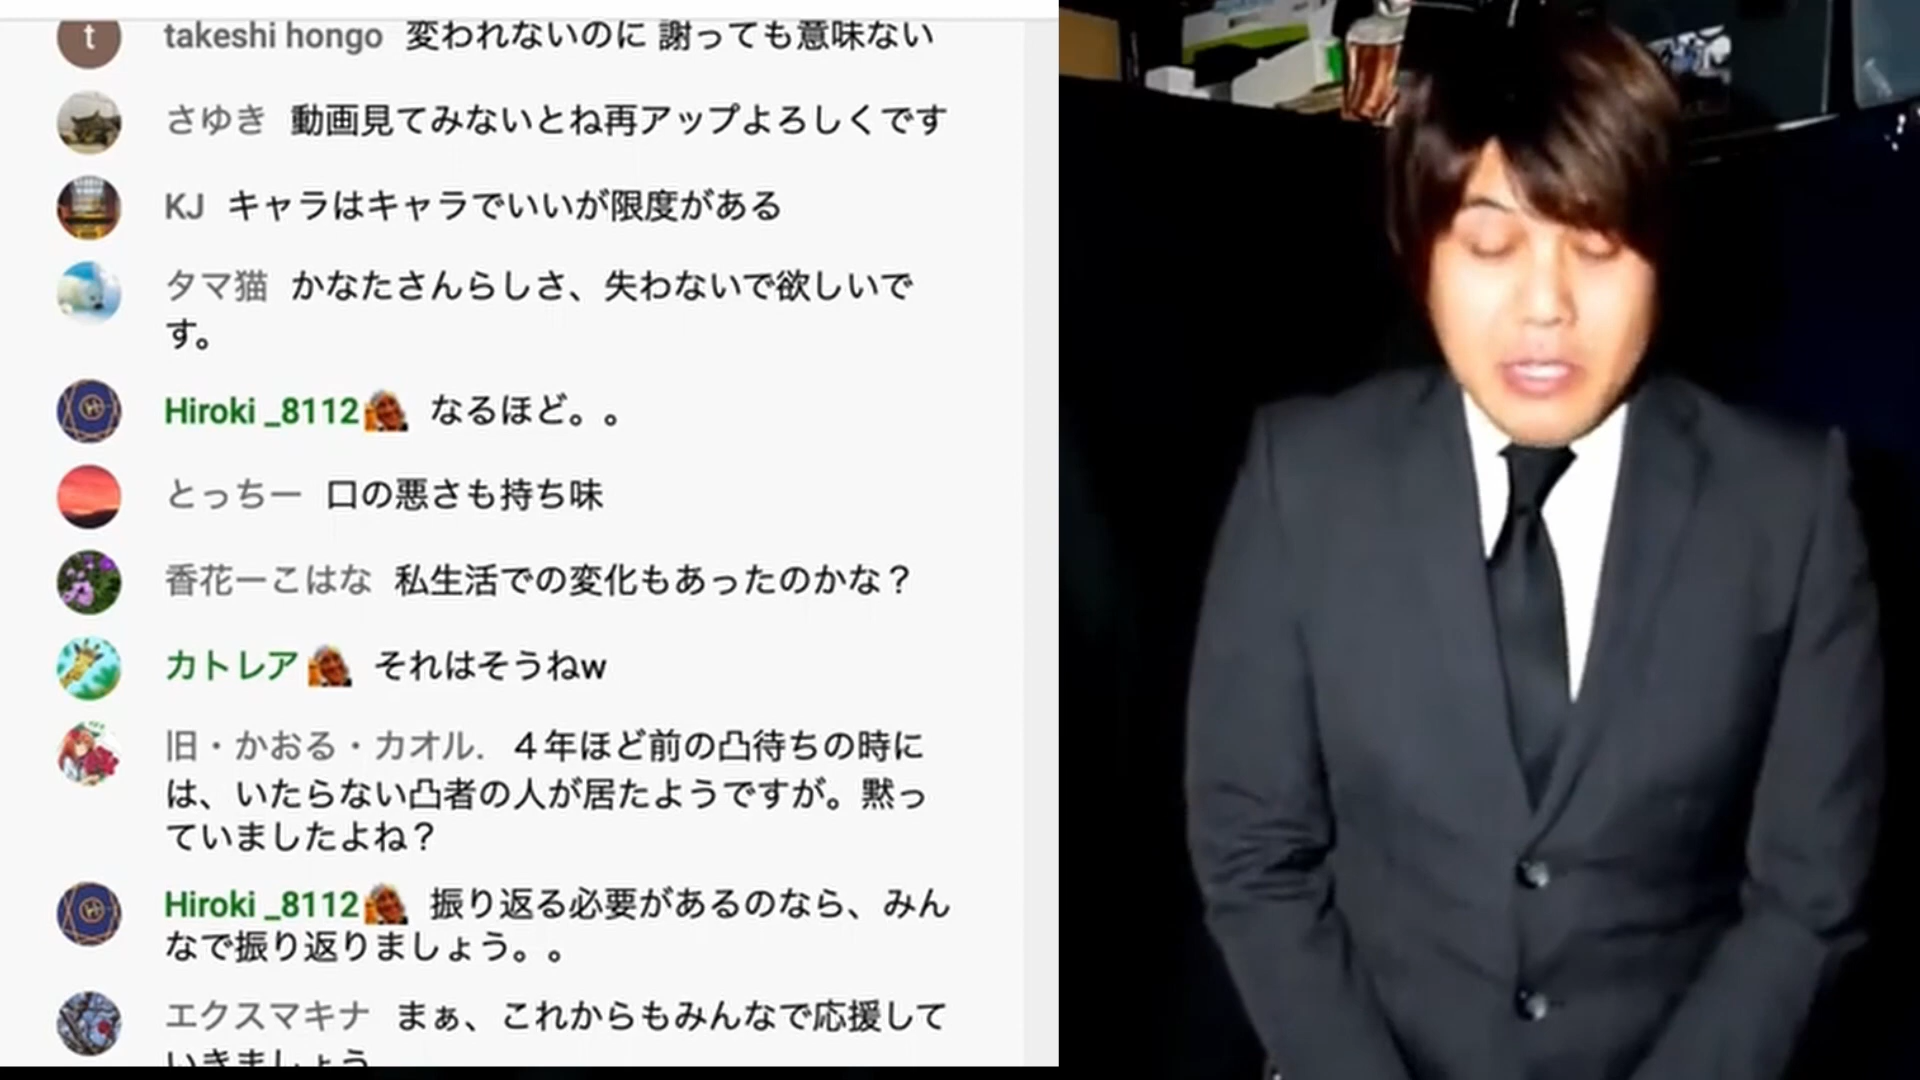 t takeshi hongo 変われないのに 謝っても意味ない
さゆき 動画見てみないとね再アップよろしくです
KJ キャラはキャラでいいが限度がある
タマ猫 かなたさんらしさ、失わないで欲しいで
す。
Hiroki _8112 なるほど。。
とっちー 口の悪さも持ち味
香花ーこはな 私生活での変化もあったのかな？
カトレア それはそうねw
旧・かおる・カオル. ４年ほど前の凸待ちの時に
は、いたらない凸者の人が居たようですが。黙っ
ていましたよね？
Hiroki _8112 振り返る必要があるのなら、みん
なで振り返りましょう。。
エクスマキナ まぁ、これからもみんなで応援して
いきましょう